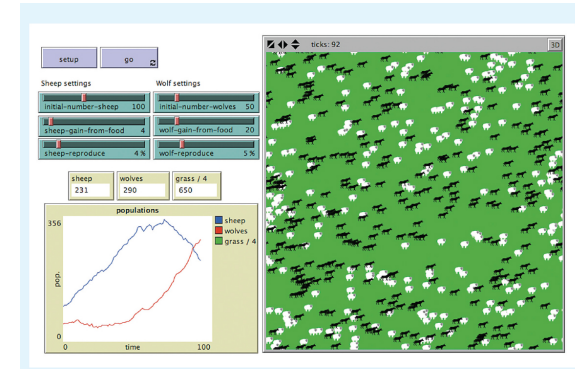 ticks: 92
3D
setup
go
Sheep settings
Wolf settings
initial-number-sheep 100
initial-number-wolves 50
sheep-gain-from-food 4
wolf-gain-from-food 20
sheep-reproduce 4 %
wolf-reproduce 5 %
sheep
231
wolves
290
grass / 4
650
populations
356
pop.
0
0
time
100
sheep
wolves
grass / 4